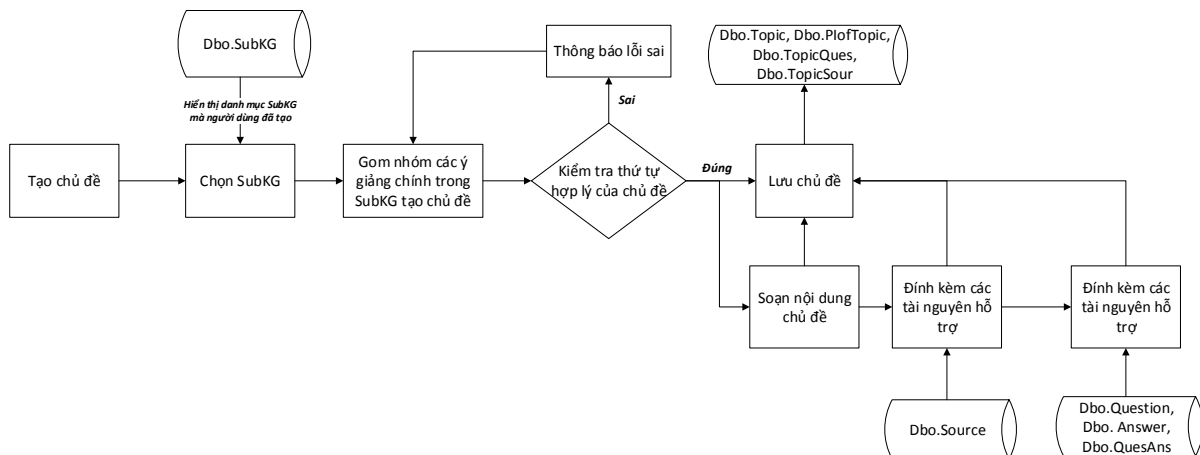 Dbo.SubKG
Hiển thị danh mục SubKG
mà người dùng đã tạo
Thông báo lỗi sai
Sai
Dbo.Topic, Dbo.PIofTopic,
Dbo.TopicQues,
Dbo.TopicSour
Tạo chủ đề
Chọn SubKG
Gom nhóm các ý
giảng chính trong
SubKG tạo chủ đề
Kiểm tra thứ tự
hợp lý của chủ đề
Đúng
Lưu chủ đề
Soạn nội dung
chủ đề
Đính kèm các
tài nguyên hỗ
trợ
Đính kèm các
tài nguyên hỗ
trợ
Dbo.Source
Dbo.Question,
Dbo. Answer,
Dbo.QuesAns